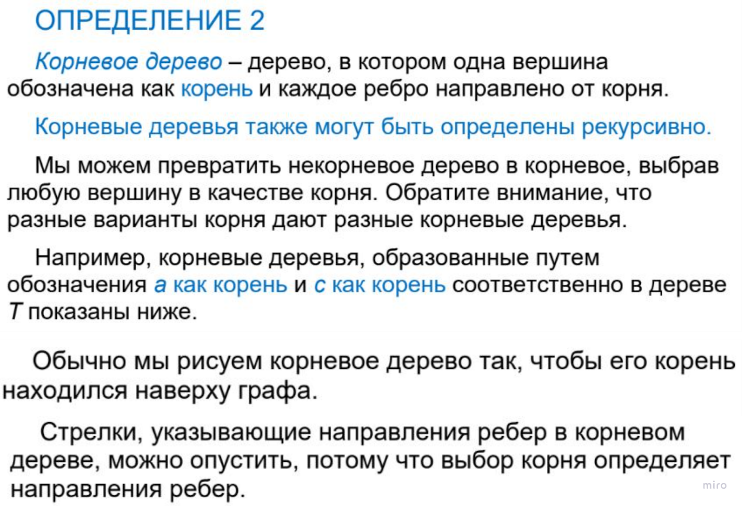 ОПРЕДЕЛЕНИЕ 2
Корневое дерево – дерево, в котором одна вершина
обозначена как корень и каждое ребро направлено от корня.
Корневые деревья также могут быть определены рекурсивно.
Мы можем превратить некорневое дерево в корневое, выбрав
любую вершину в качестве корня. Обратите внимание, что
разные варианты корня дают разные корневые деревья.
Например, корневые деревья, образованные путем
обозначения a как корень и c как корень соответственно в дереве
T показаны ниже.
Обычно мы рисуем корневое дерево так, чтобы его корень
находился наверху графа.
Стрелки, указывающие направления ребер в корневом
дереве, можно опустить, потому что выбор корня определяет
направления ребер.
miro